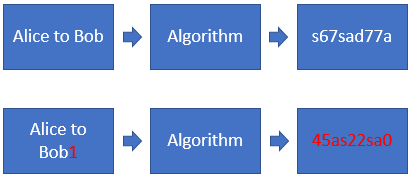 Alice to Bob
Algorithm
s67sad77a
Alice to
Bob1
Algorithm
45as22sa0